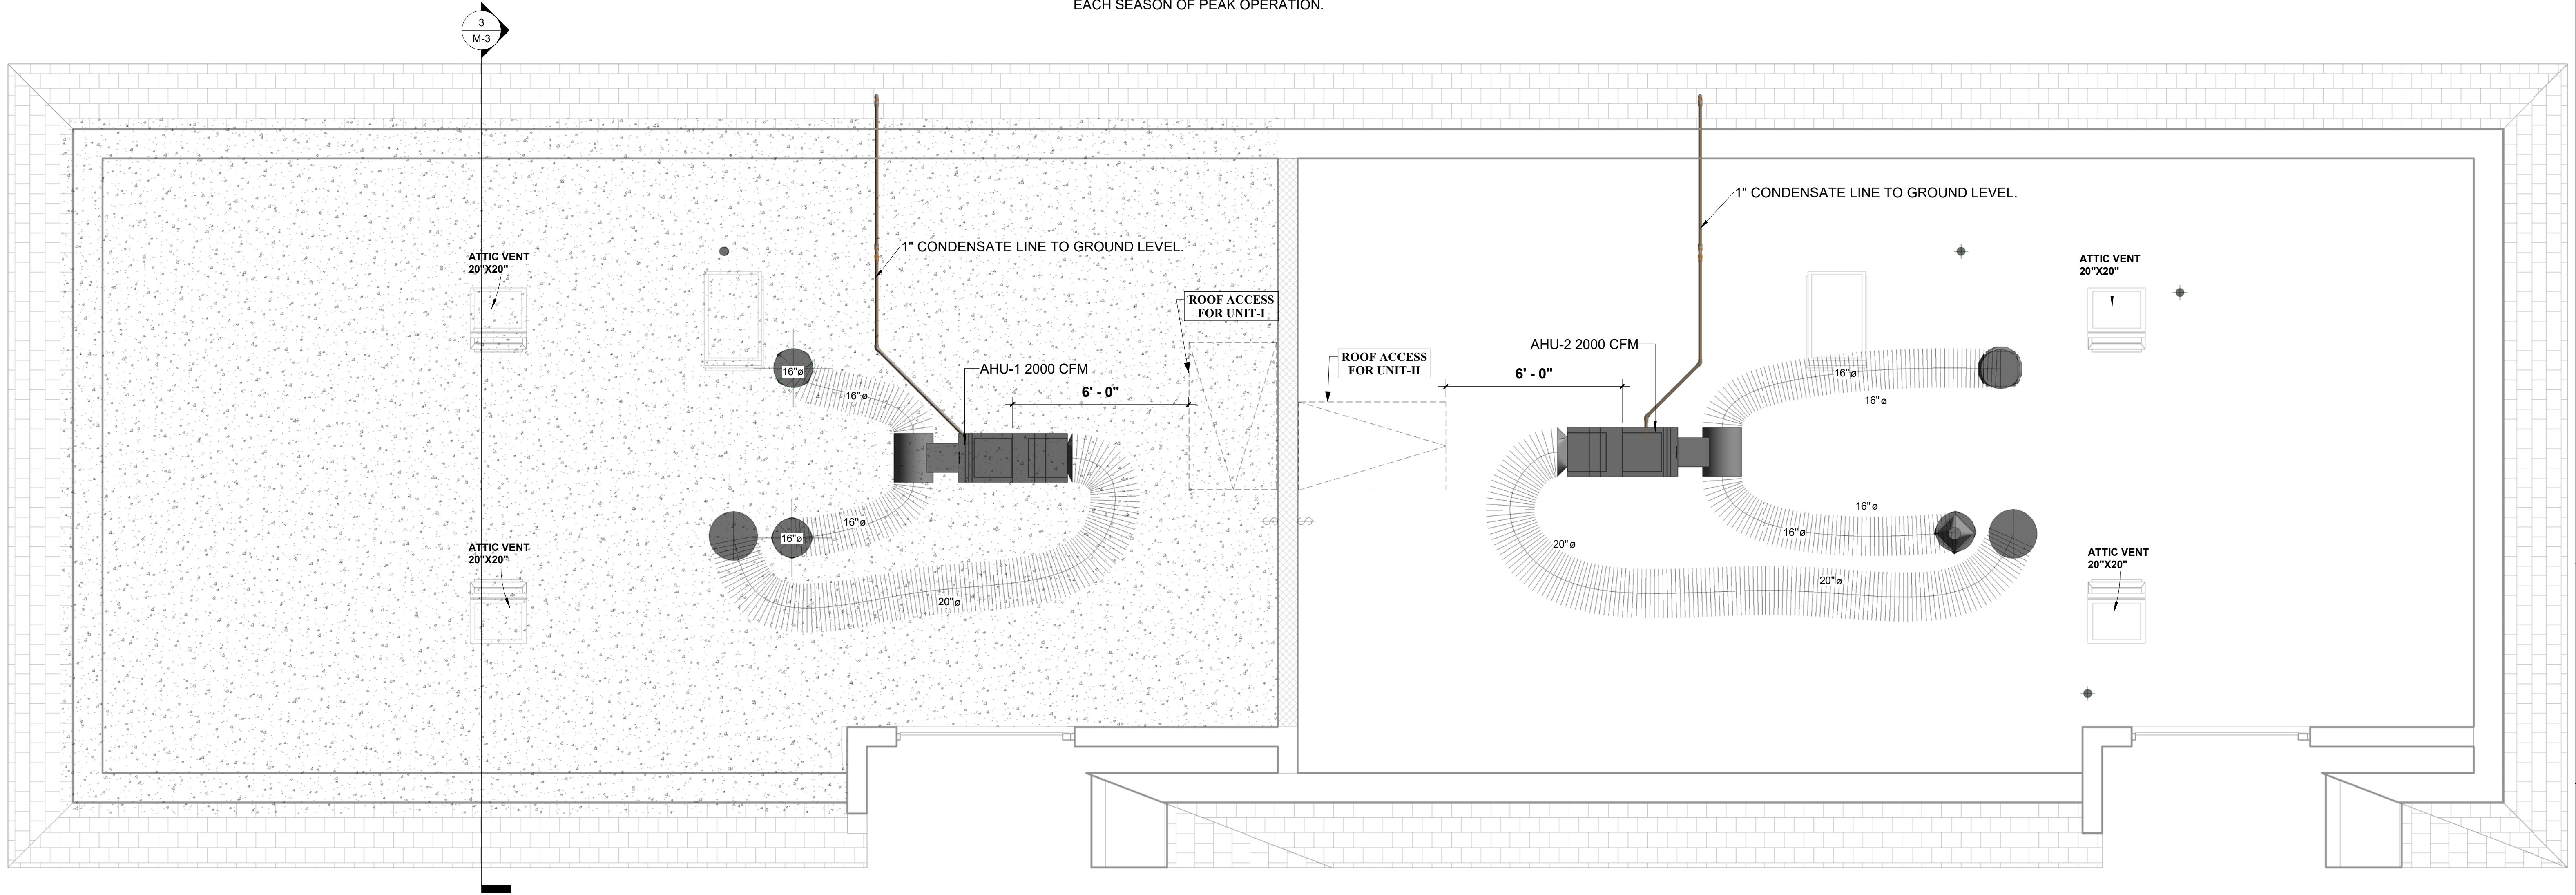 EACH SEASON OF PEAK OPERATION.
3
M-3
1" CONDENSATE LINE TO GROUND LEVEL.
1" CONDENSATE LINE TO GROUND LEVEL.
ATTIC VENT
20"X20"
ATTIC VENT
20"X20"
ROOF ACCESS
FOR UNIT-I
AHU-2 2000 CFM
ROOF ACCESS
FOR UNIT-II
AHU-1 2000 CFM
6' - 0"
6' - 0"
16"ø
16"ø
16"ø
16"ø
16"ø
16"ø
16"ø
16"ø
20"ø
20"ø
20"ø
ATTIC VENT
20"X20"
ATTIC VENT
20"X20"